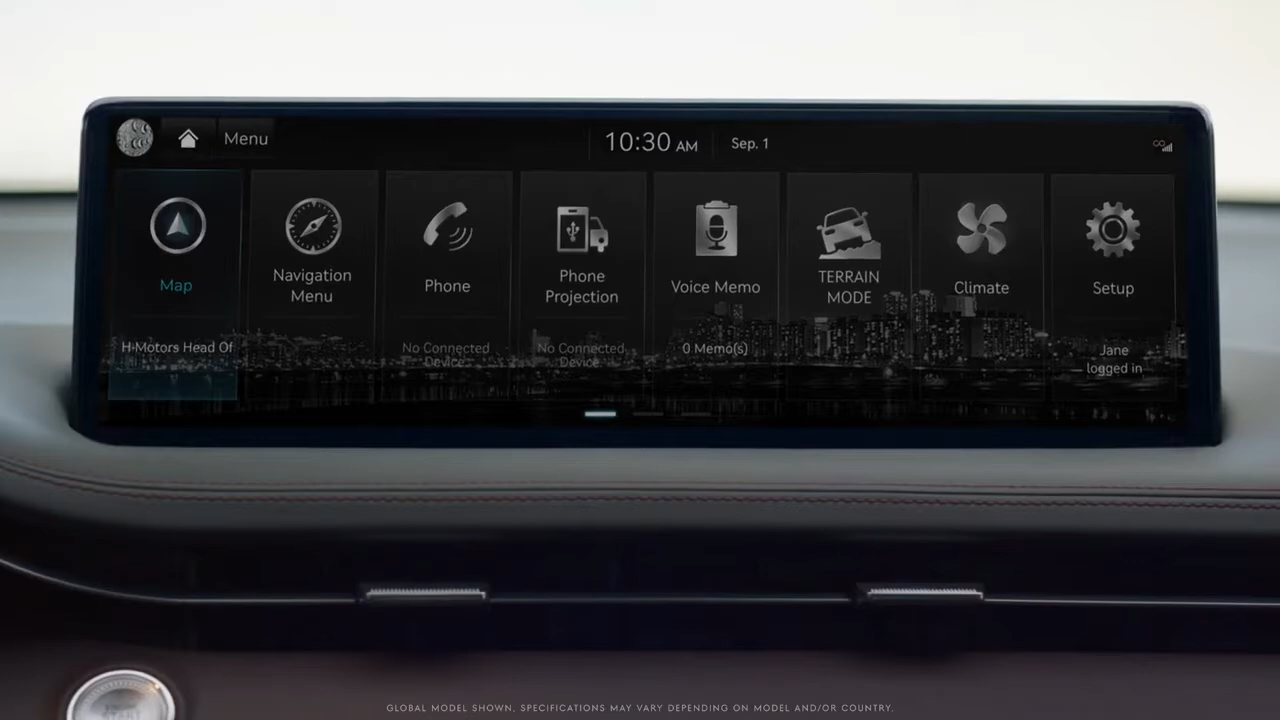 Menu
10:30 AM
Sep. 1
Map
Navigation
Menu
Phone
Phone
Projection
Voice Memo
TERRAIN
MODE
Climate
Setup
H-Motors Head Of
No Connected
Device
No Connected
Device
0 Memo(s)
Jane
logged in
START
GLOBAL MODEL SHOWN. SPECIFICATIONS MAY VARY DEPENDING ON MODEL AND/OR COUNTRY.